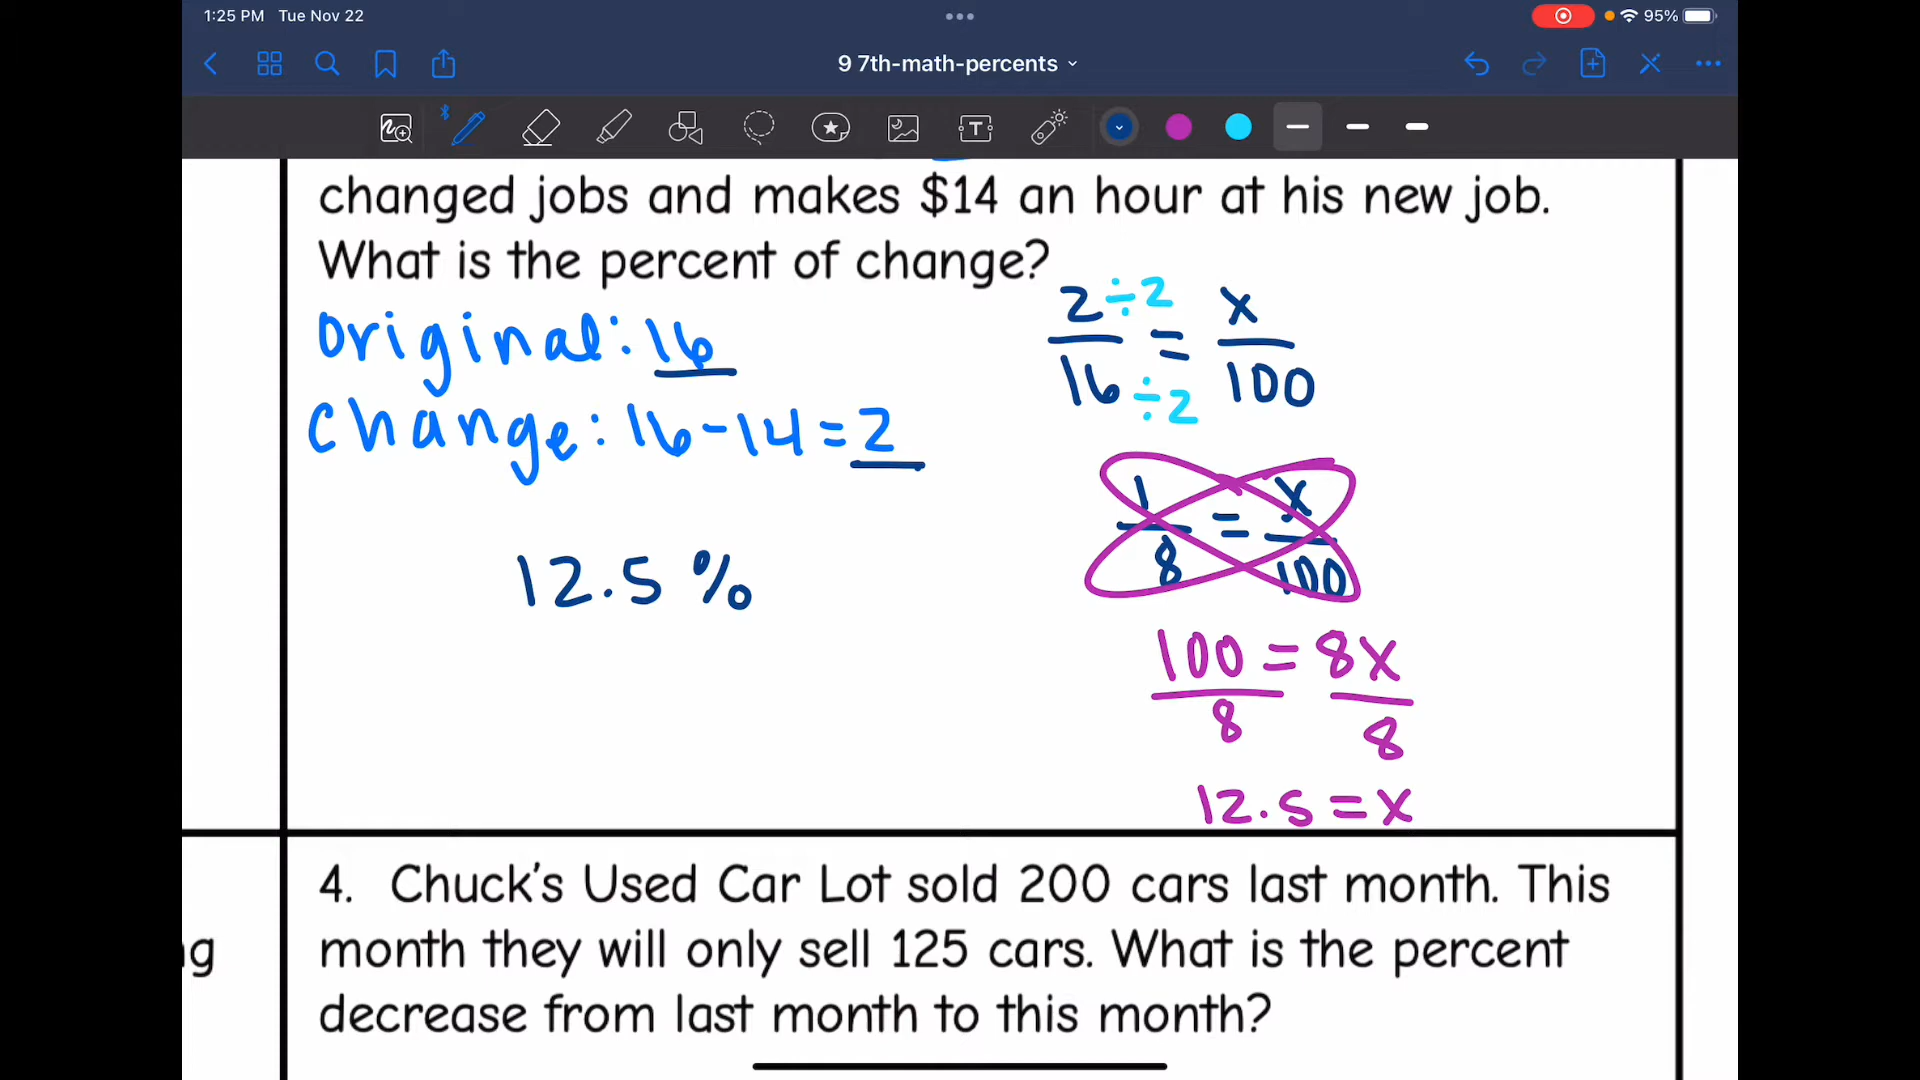 1:25 PM Tue Nov 22
95%
9 7th-math-percents
T
changed jobs and makes $14 an hour at his new job.
What is the percent of change?
Original: 16
Change: 16-14=2
12.5 %
2 ÷2 = x
16 ÷2 100
1 = x
8 100
100 = 8x
8 8
12.5 = x
4. Chuck's Used Car Lot sold 200 cars last month. This
ng
month they will only sell 125 cars. What is the percent
decrease from last month to this month?